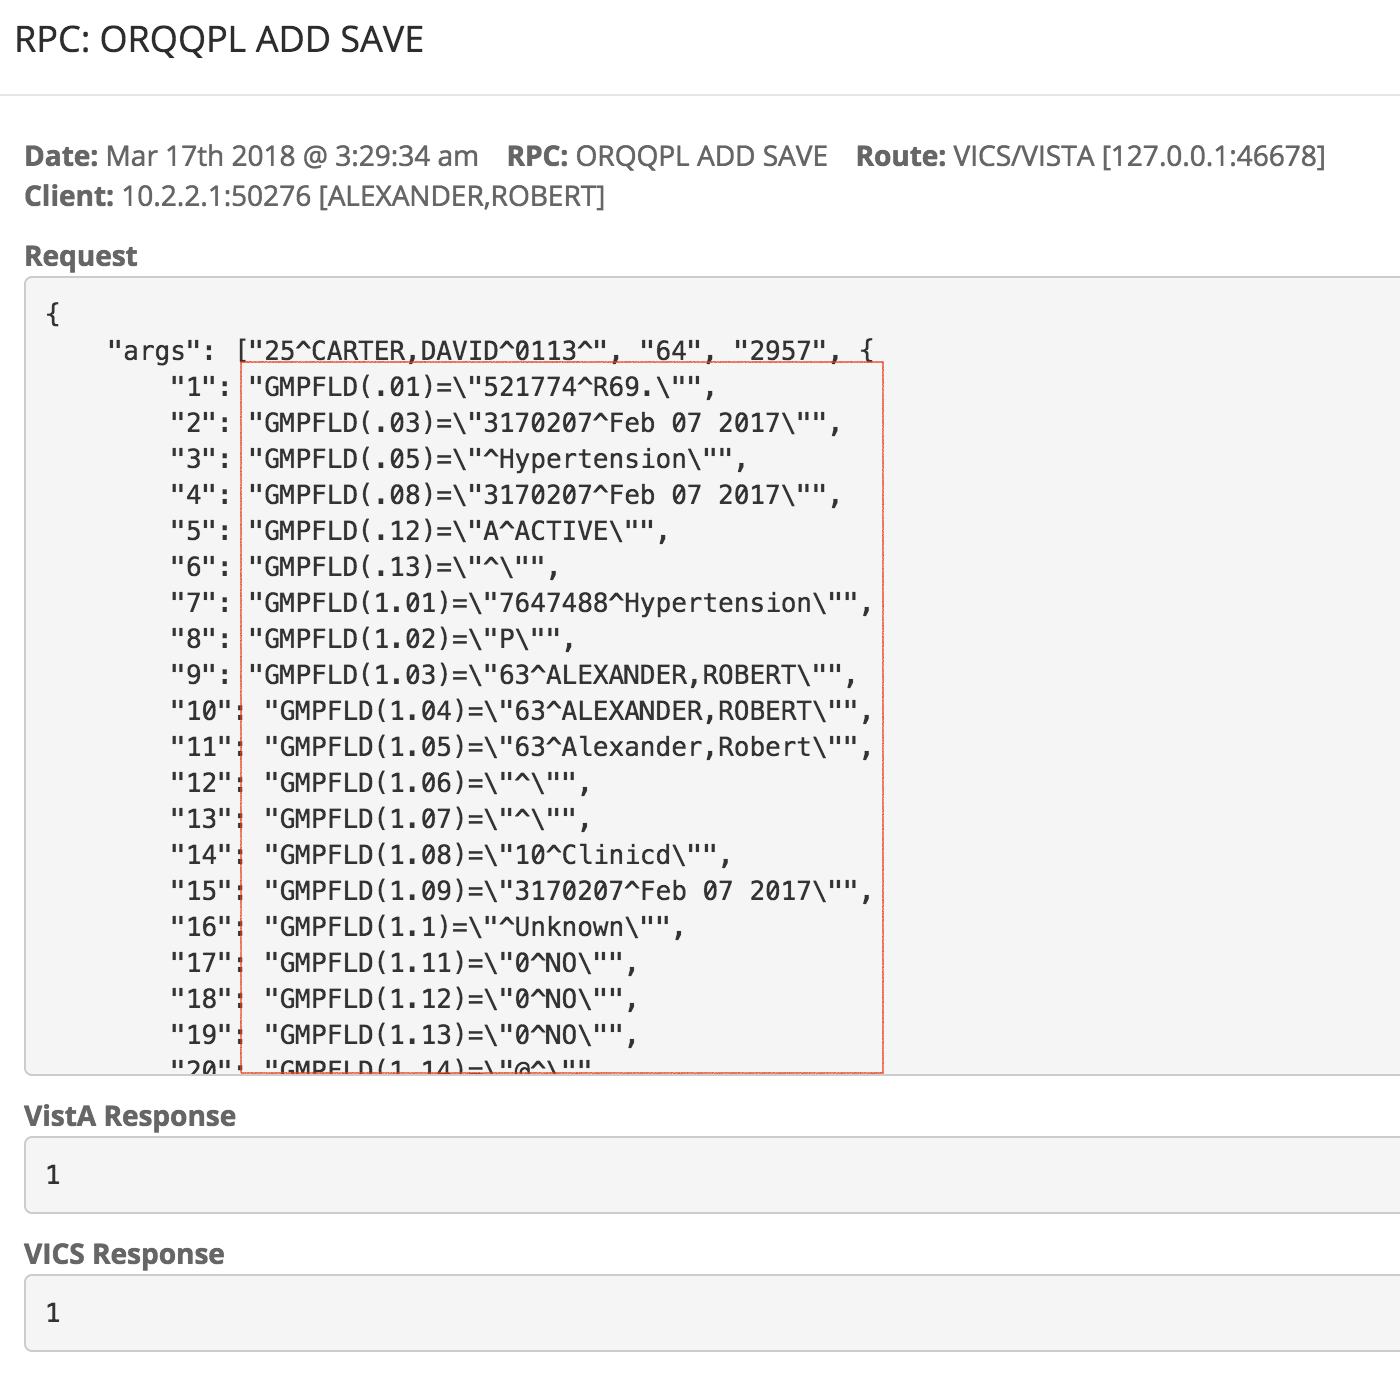 RPC: ORQQPL ADD SAVE
Date: Mar 17th 2018 @ 3:29:34 am RPC: ORQQPL ADD SAVE Route: VICS/VISTA [127.0.0.1:46678]
Client: 10.2.2.1:50276 [ALEXANDER,ROBERT]
Request
{
"args": ["25^CARTER,DAVID^0113^", "64", "2957", {
"1": "GMPFLD(.01)=\"521774^R69.\"",
"2": "GMPFLD(.03)=\"3170207^Feb 07 2017\"",
"3": "GMPFLD(.05)=\"^Hypertension\"",
"4": "GMPFLD(.08)=\"3170207^Feb 07 2017\"",
"5": "GMPFLD(.12)=\"A^ACTIVE\"",
"6": "GMPFLD(.13)=\"^\"",
"7": "GMPFLD(1.01)=\"7647488^Hypertension\"",
"8": "GMPFLD(1.02)=\"P\"",
"9": "GMPFLD(1.03)=\"63^ALEXANDER,ROBERT\"",
"10": "GMPFLD(1.04)=\"63^ALEXANDER,ROBERT\"",
"11": "GMPFLD(1.05)=\"63^Alexander,Robert\"",
"12": "GMPFLD(1.06)=\"^\"",
"13": "GMPFLD(1.07)=\"^\"",
"14": "GMPFLD(1.08)=\"10^Clinicd\"",
"15": "GMPFLD(1.09)=\"3170207^Feb 07 2017\"",
"16": "GMPFLD(1.1)=\"^Unknown\"",
"17": "GMPFLD(1.11)=\"0^NO\"",
"18": "GMPFLD(1.12)=\"0^NO\"",
"19": "GMPFLD(1.13)=\"0^NO\"",
"20": "GMPFLD(1.14)=\"@^\""
VistA Response
1
VICS Response
1